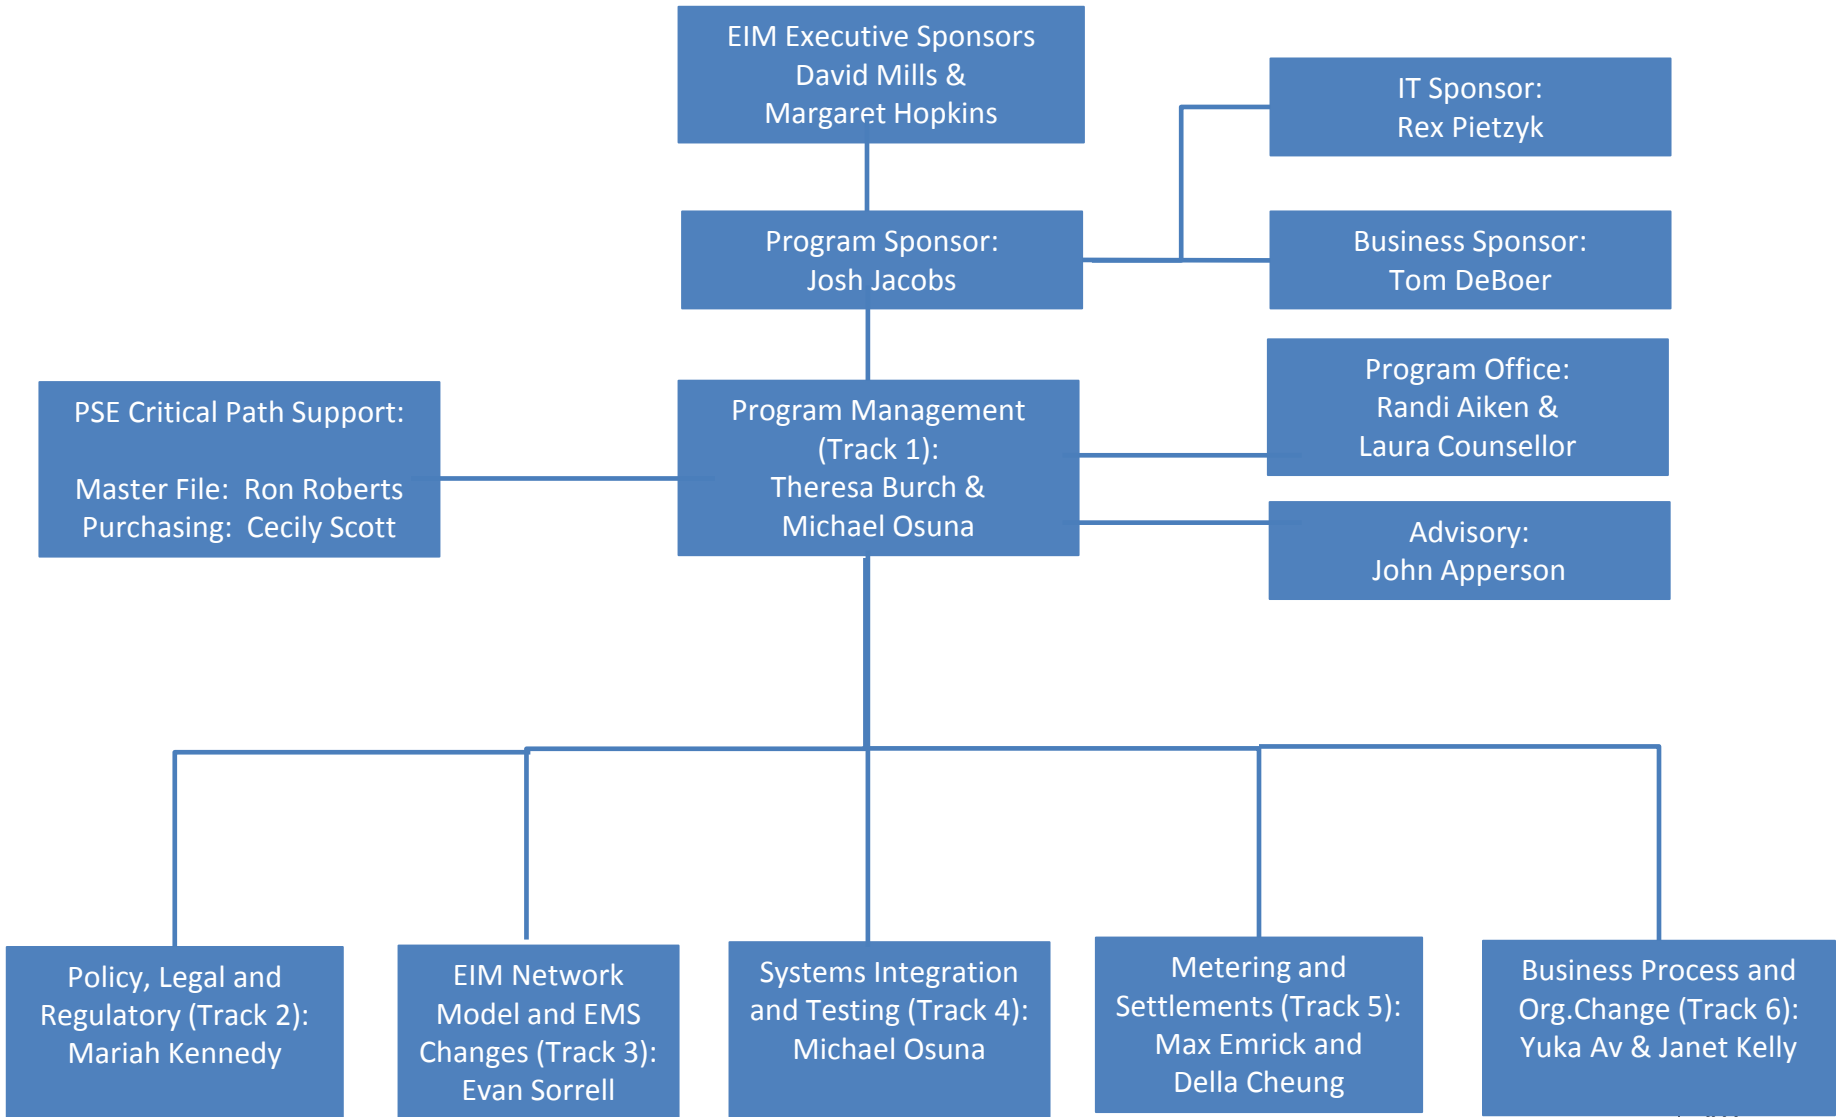 EIM Executive Sponsors
David Mills &
Margaret Hopkins
IT Sponsor:
Rex Pietzyk
Program Sponsor:
Josh Jacobs
Business Sponsor:
Tom DeBoer
PSE Critical Path Support:
Master File:  Ron Roberts
Purchasing:  Cecily Scott
Program Management
(Track 1):
Theresa Burch &
Michael Osuna
Program Office:
Randi Aiken &
Laura Counsellor
Advisory:
John Apperson
Policy, Legal and
Regulatory (Track 2):
Mariah Kennedy
EIM Network
Model and EMS
Changes (Track 3):
Evan Sorrell
Systems Integration
and Testing (Track 4):
Michael Osuna
Metering and
Settlements (Track 5):
Max Emrick and
Della Cheung
Business Process and
Org.Change (Track 6):
Yuka Av & Janet Kelly